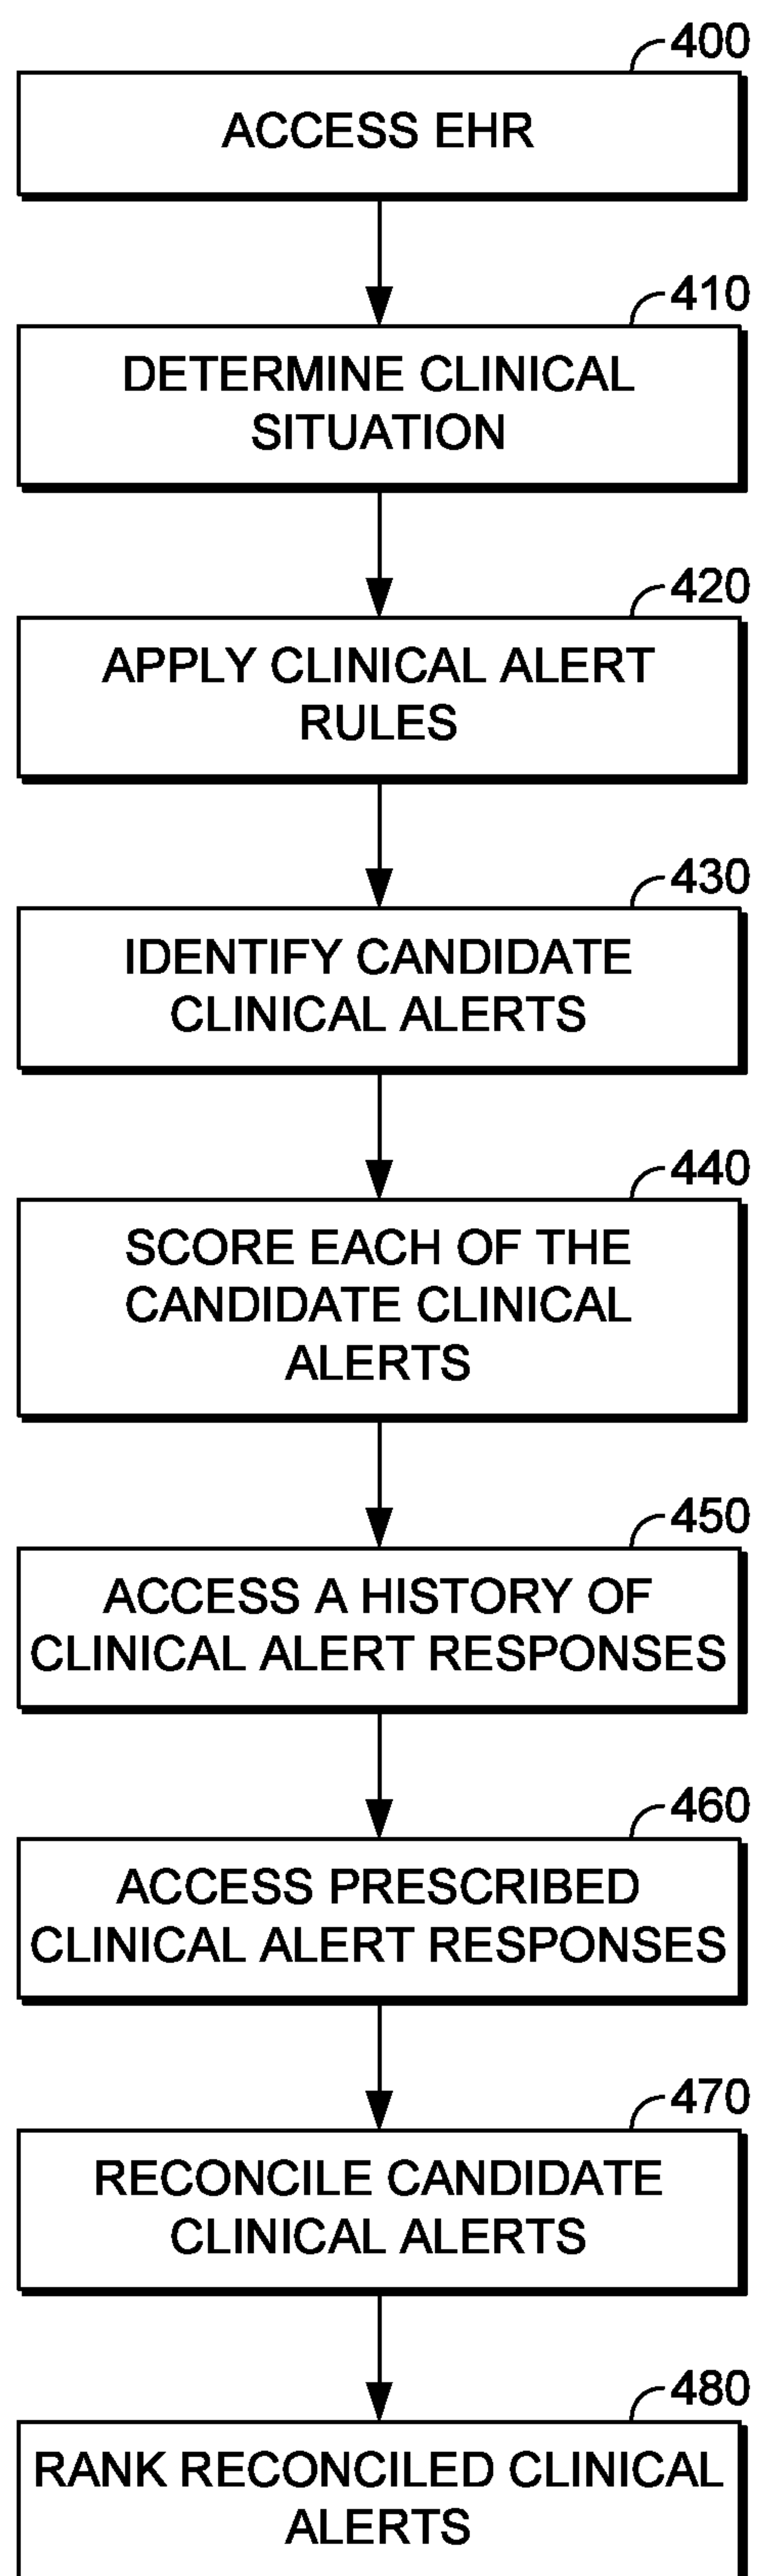 400
ACCESS EHR
410
DETERMINE CLINICAL
SITUATION
420
APPLY CLINICAL ALERT
RULES
430
IDENTIFY CANDIDATE
CLINICAL ALERTS
440
SCORE EACH OF THE
CANDIDATE CLINICAL
ALERTS
450
ACCESS A HISTORY OF
CLINICAL ALERT RESPONSES
460
ACCESS PRESCRIBED
CLINICAL ALERT RESPONSES
470
RECONCILE CANDIDATE
CLINICAL ALERTS
480
RANK RECONCILED CLINICAL
ALERTS